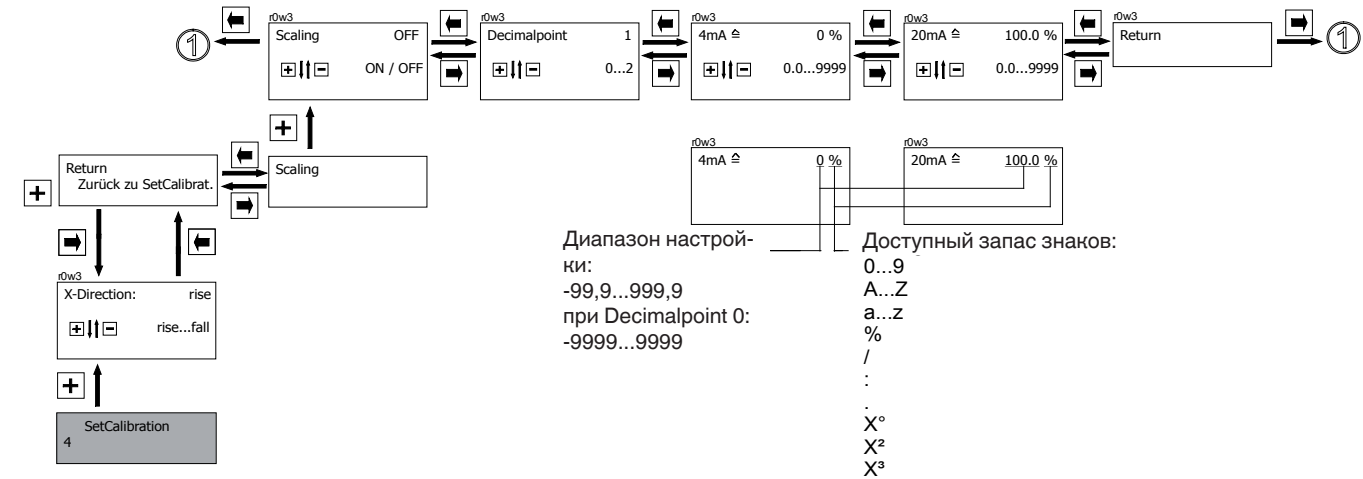 r0w3
Scaling OFF
ON / OFF
r0w3
Decimalpoint 1
0...2
r0w3
4mA ≙ 0 %
0.0...9999
r0w3
20mA ≙ 100.0 %
0.0...9999
r0w3
Return
1
1
Return
Zurück zu SetCalibrat.
Scaling
r0w3
4mA ≙ 0 %
r0w3
20mA ≙ 100.0 %
r0w3
X-Direction: rise
rise...fall
SetCalibration
4
Диапазон настрой-
ки:
-99,9...999,9
при Decimalpoint 0:
-9999...9999
Доступный запас знаков:
0...9
A...Z
a...z
%
/
:
.
X°
X²
X³